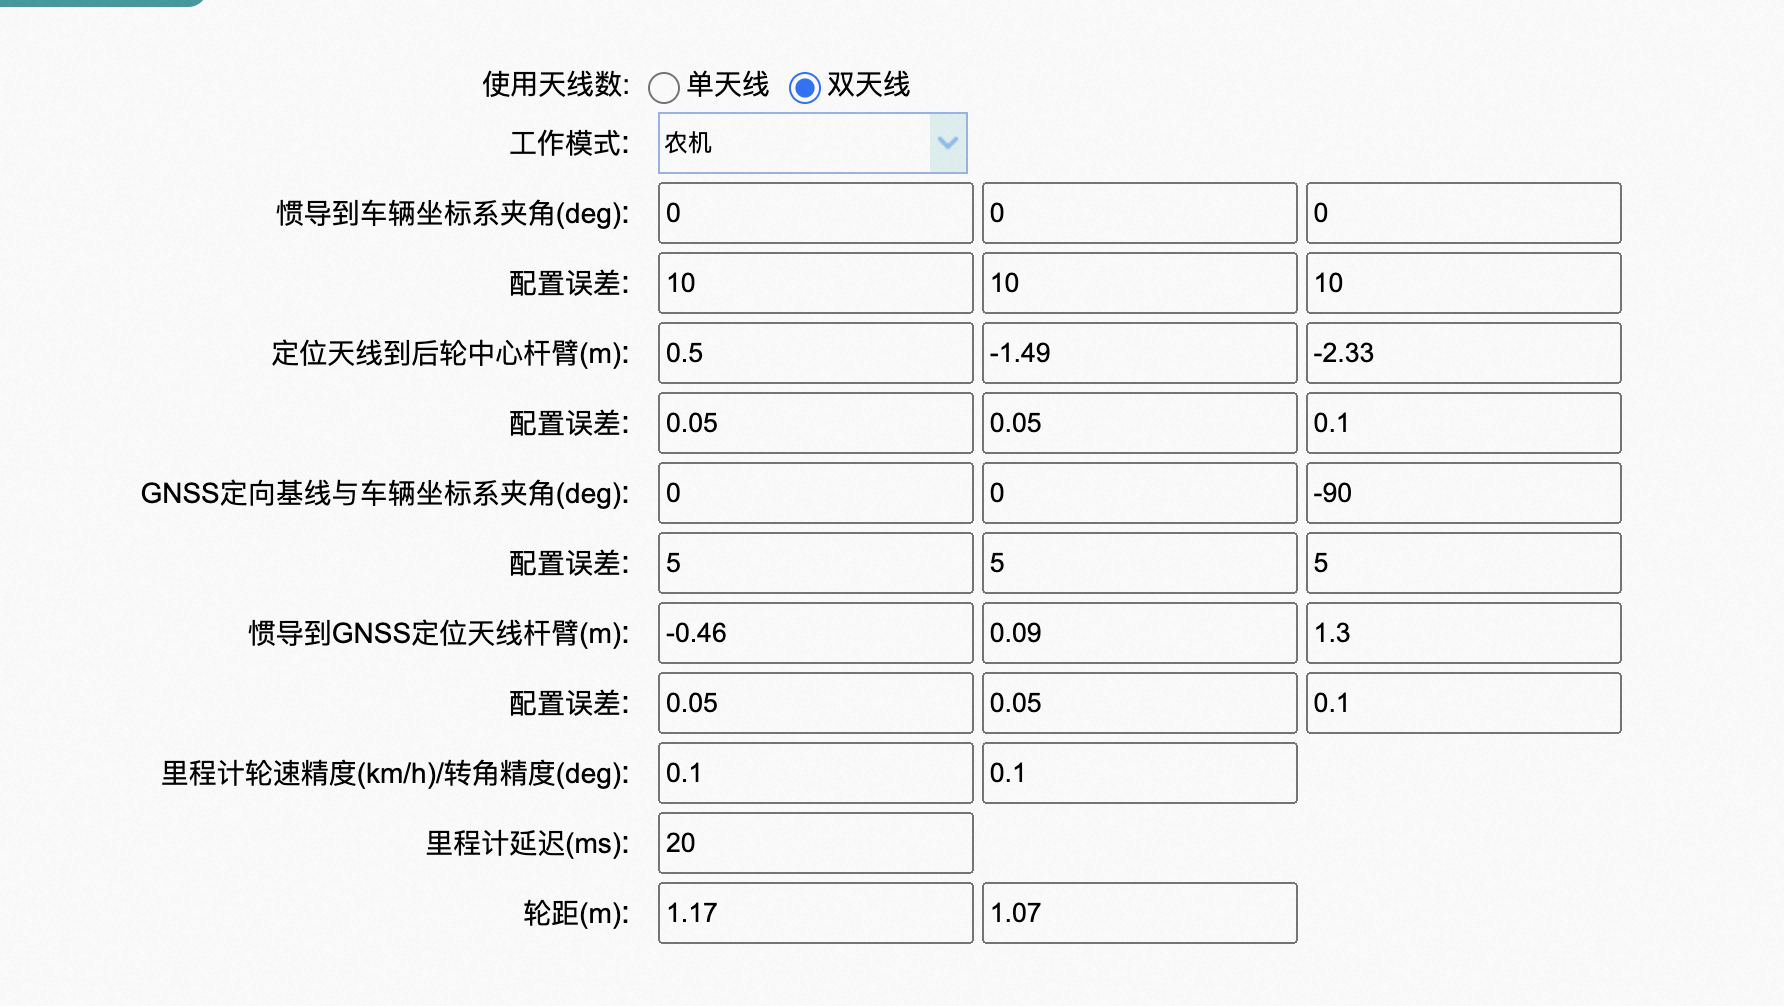 使用天线数: 单天线 双天线
工作模式: 农机
惯导到车辆坐标系夹角(deg): 0 0 0
配置误差: 10 10 10
定位天线到后轮中心杆臂(m): 0.5 -1.49 -2.33
配置误差: 0.05 0.05 0.1
GNSS定向基线与车辆坐标系夹角(deg): 0 0 -90
配置误差: 5 5 5
惯导到GNSS定位天线杆臂(m): -0.46 0.09 1.3
配置误差: 0.05 0.05 0.1
里程计轮速精度(km/h)/转角精度(deg): 0.1 0.1
里程计延迟(ms): 20
轮距(m): 1.17 1.07